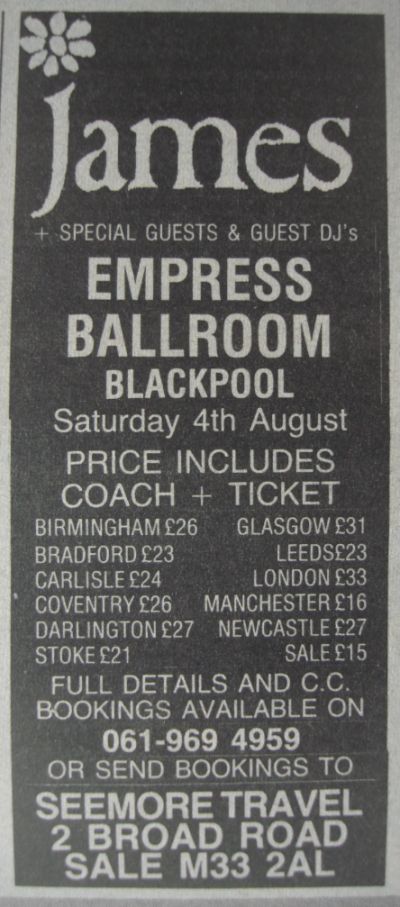 James
+ SPECIAL GUESTS & GUEST DJ's
EMPRESS
BALLROOM
BLACKPOOL
Saturday 4th August
PRICE INCLUDES
COACH + TICKET
BIRMINGHAM £26 GLASGOW £31
BRADFORD £23 LEEDS £23
CARLISLE £24 LONDON £33
COVENTRY £26 MANCHESTER £16
DARLINGTON £27 NEWCASTLE £27
STOKE £21 SALE £15
FULL DETAILS AND C.C.
BOOKINGS AVAILABLE ON
061-969 4959
OR SEND BOOKINGS TO
SEEMORE TRAVEL
2 BROAD ROAD
SALE M33 2AL